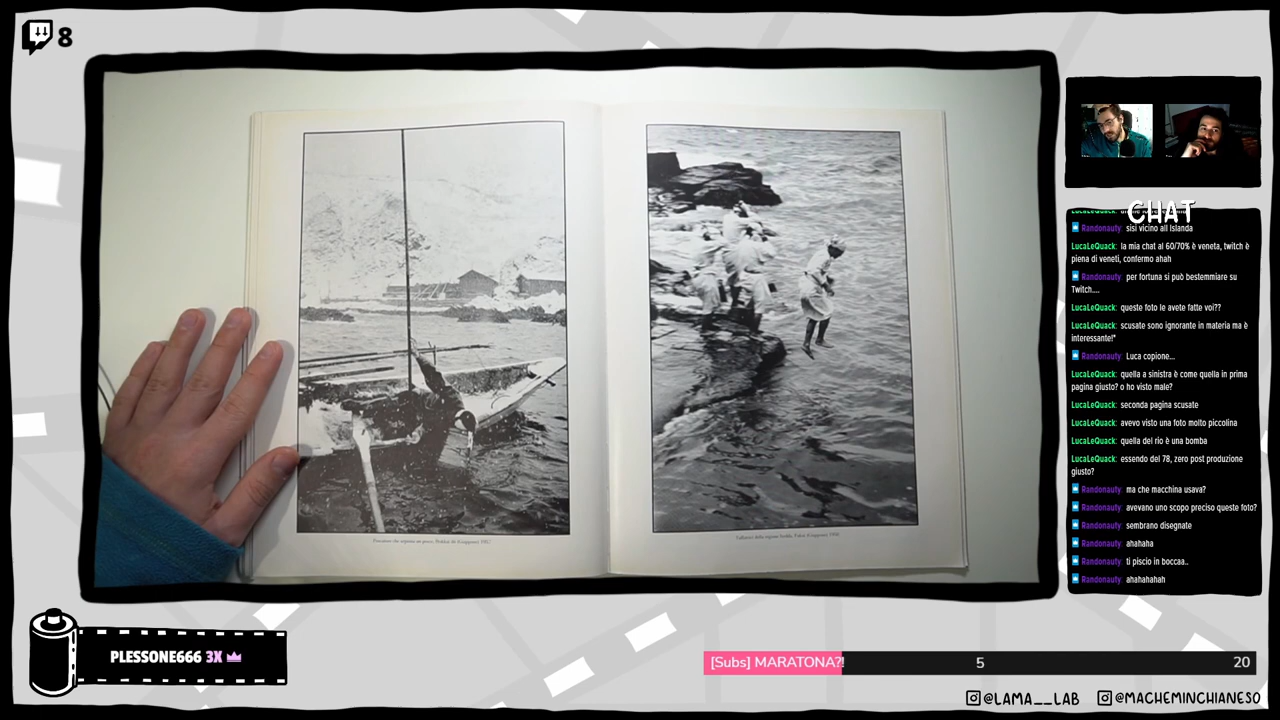 8
CHAT
Randonauty: sisi vicino all Islanda
LucaLeQuack: la mia chat al 60/70% è veneta, twitch è
piena di veneti, confermo ahah
Randonauty: per fortuna si può bestemmiare su
Twitch....
LucaLeQuack: queste foto le avete fatte voi??
LucaLeQuack: scusate sono ignorante in materia ma è
interessante!*
Randonauty: Luca copione...
LucaLeQuack: quella a sinistra è come quella in prima
pagina giusto? o ho visto male?
LucaLeQuack: seconda pagina scusate
LucaLeQuack: avevo visto una foto molto piccolina
LucaLeQuack: quella del rio è una bomba
LucaLeQuack: essendo del 78, zero post produzione
giusto?
Randonauty: ma che macchina usava?
Randonauty: avevano uno scopo preciso queste foto?
Randonauty: sembrano disegnate
Randonauty: ahahaha
Randonauty: ti piscio in boccaa..
Randonauty: ahahahahah
PLESSONE666 3X
[Subs] MARATONA?! 5 20
@LAMA__LAB @MACHEMINCHIANESO